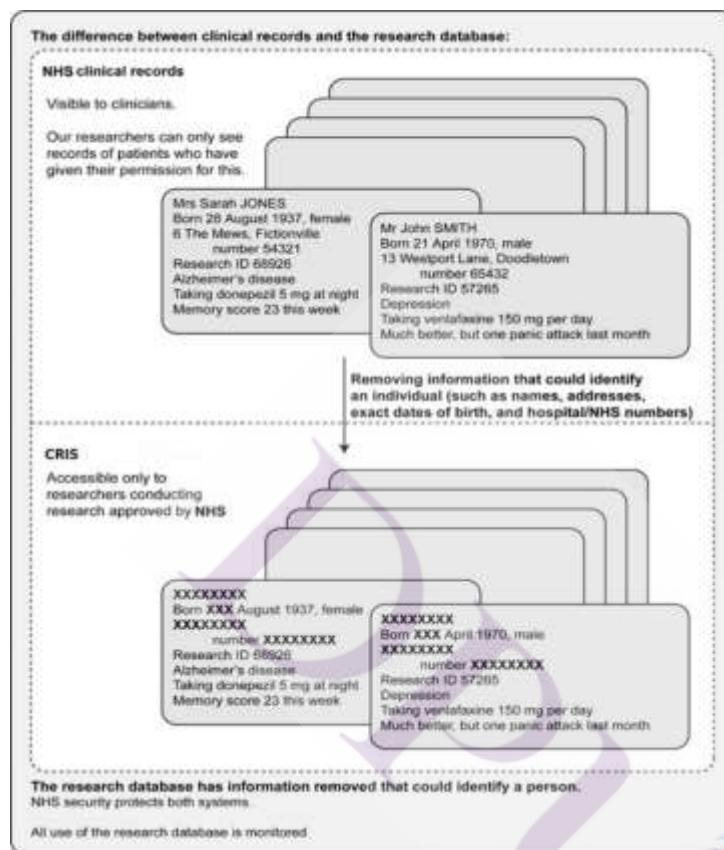 The difference between clinical records and the research database:
NHS clinical records
Visible to clinicians.
Our researchers can only see
records of patients who have
given their permission for this.
Mrs Sarah JONES
Born 28 August 1937, female
6 The Mews, Fictionville
number 54321
Research ID 68926
Alzheimer's disease
Taking donepezil 5 mg at night
Memory score 23 this week
Mr John SMITH
Born 21 April 1970, male
13 Westport Lane, Doodletown
number 65432
Research ID 57265
Depression
Taking venlafaxine 150 mg per day
Much better, but one panic attack last month
Removing information that could identify
an individual (such as names, addresses,
exact dates of birth, and hospital/NHS numbers)
CRIS
Accessible only to
researchers conducting
research approved by NHS
XXXXXXXX
Born XXX August 1937, female
XXXXXXXX
number XXXXXXXX
Research ID 68926
Alzheimer's disease
Taking donepezil 5 mg at night
Memory score 23 this week
XXXXXXXX
Born XXX April 1970, male
XXXXXXXX
number XXXXXXXX
Research ID 57265
Depression
Taking venlafaxine 150 mg per day
Much better, but one panic attack last month
The research database has information removed that could identify a person.
NHS security protects both systems
All use of the research database is monitored